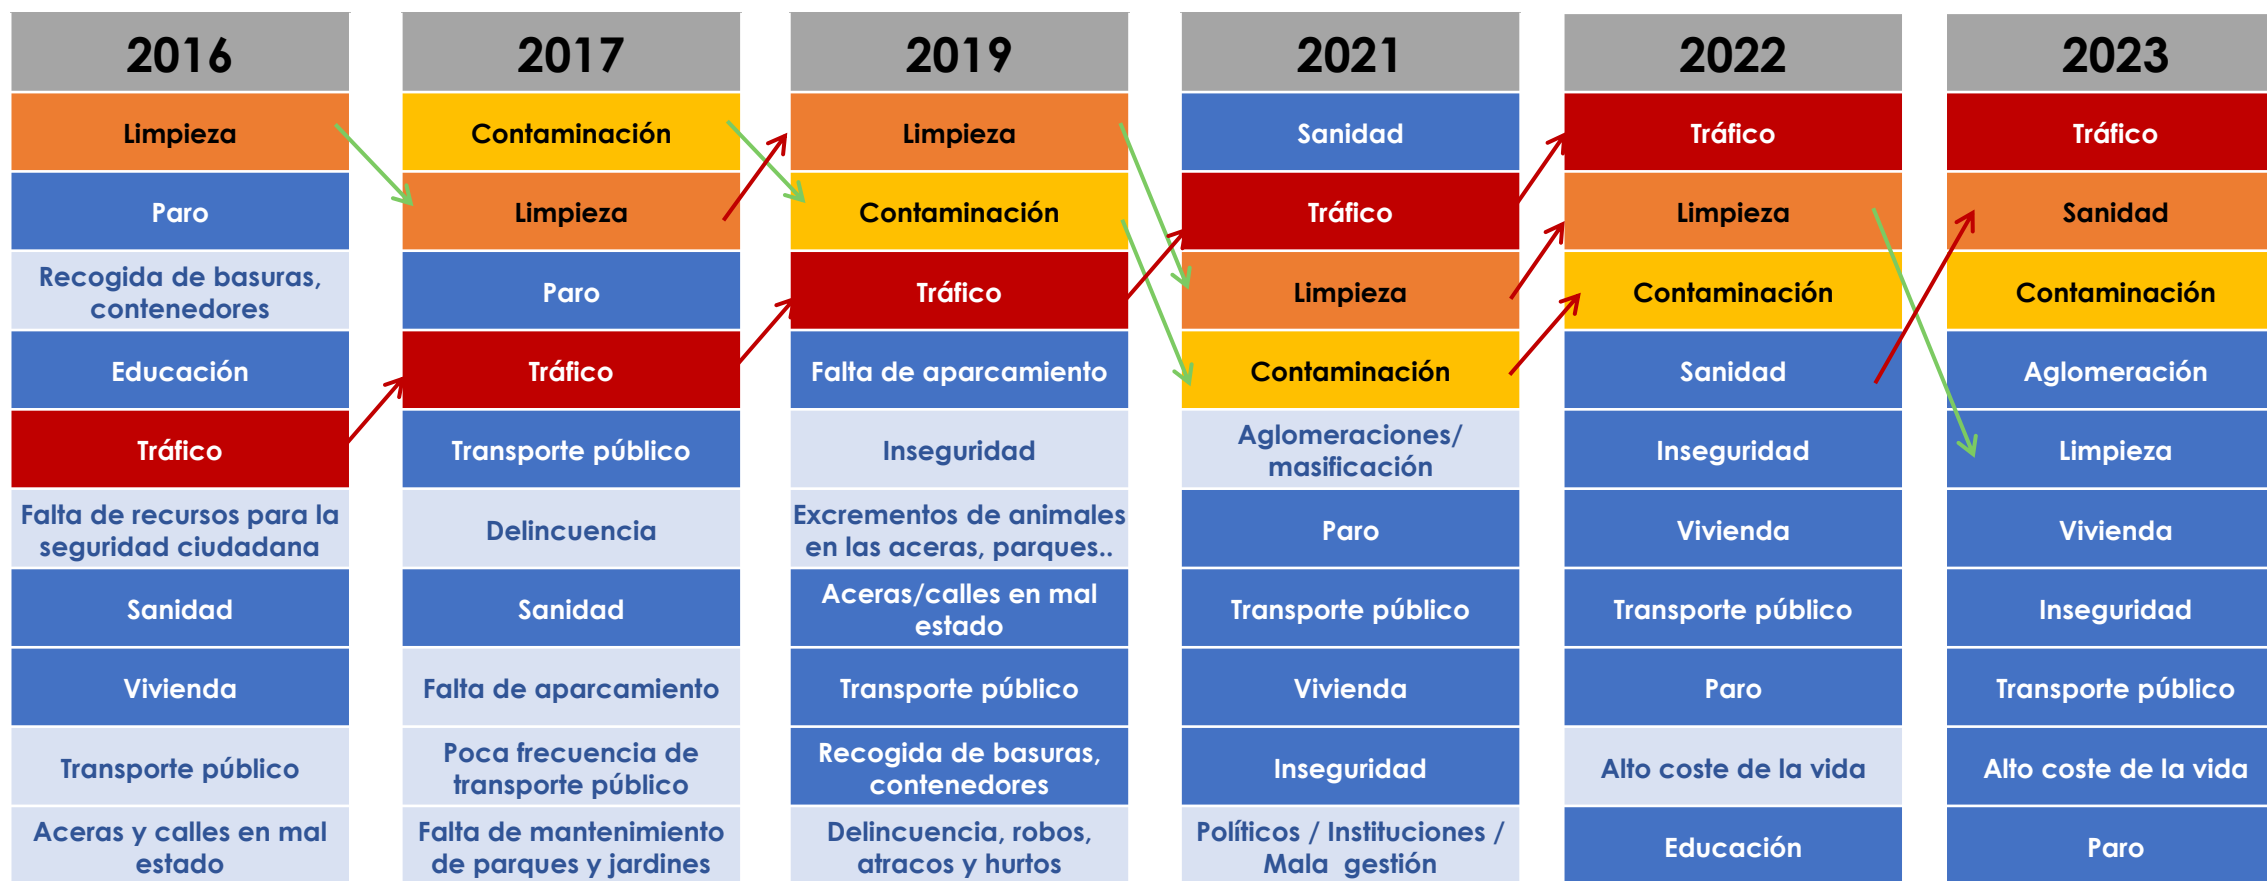 2016
Limpieza
Paro
Recogida de basuras,
contenedores
Educación
Tráfico
Falta de recursos para la
seguridad ciudadana
Sanidad
Vivienda
Transporte público
Aceras y calles en mal
estado
2017
Contaminación
Limpieza
Paro
Tráfico
Transporte público
Delincuencia
Sanidad
Falta de aparcamiento
Poca frecuencia de
transporte público
Falta de mantenimiento
de parques y jardines
2019
Limpieza
Contaminación
Tráfico
Falta de aparcamiento
Inseguridad
Excrementos de animales
en las aceras, parques..
Aceras/calles en mal
estado
Transporte público
Recogida de basuras,
contenedores
Delincuencia, robos,
atracos y hurtos
2021
Sanidad
Tráfico
Limpieza
Contaminación
Aglomeraciones/
masificación
Paro
Transporte público
Vivienda
Inseguridad
Políticos / Instituciones /
Mala gestión
2022
Tráfico
Limpieza
Contaminación
Sanidad
Inseguridad
Vivienda
Transporte público
Paro
Alto coste de la vida
Educación
2023
Tráfico
Sanidad
Contaminación
Aglomeración
Limpieza
Vivienda
Inseguridad
Transporte público
Alto coste de la vida
Paro